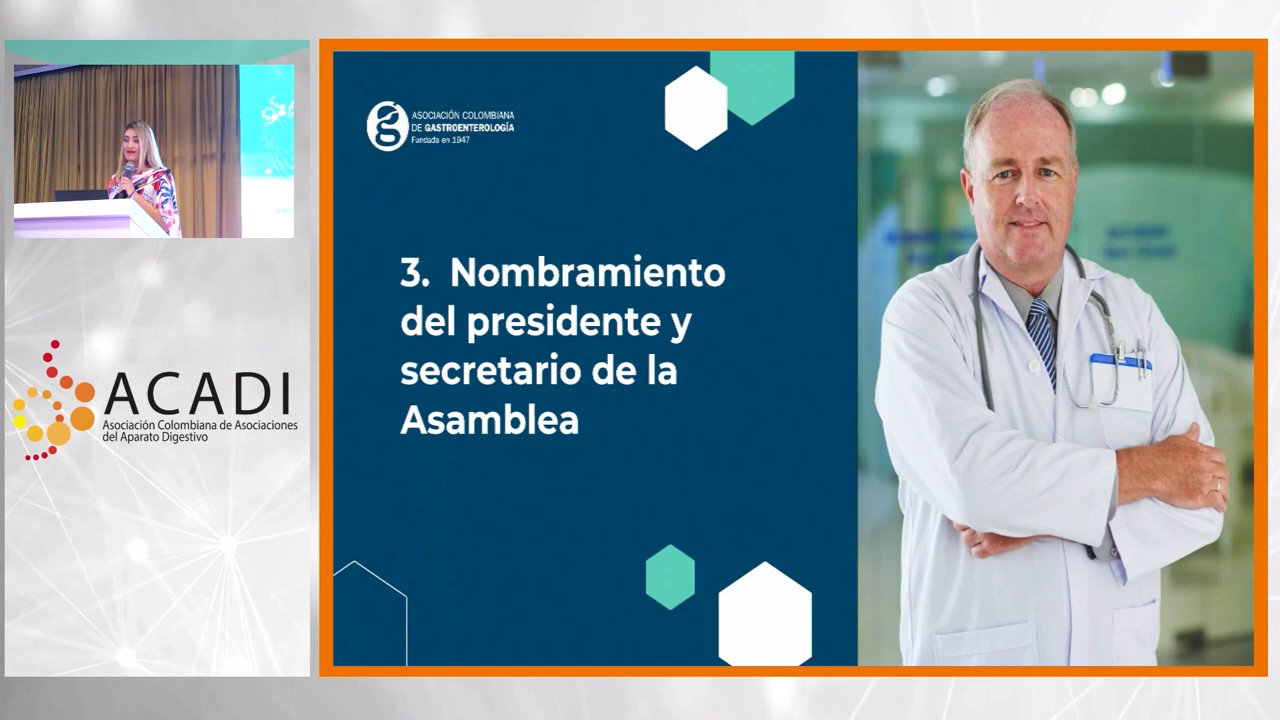 ASOCIACIÓN COLOMBIANA
DE GASTROENTEROLOGÍA
Fundada en 1947
3. Nombramiento
del presidente y
secretario de la
Asamblea
ACADI
Asociación Colombiana de Asociaciones
del Aparato Digestivo